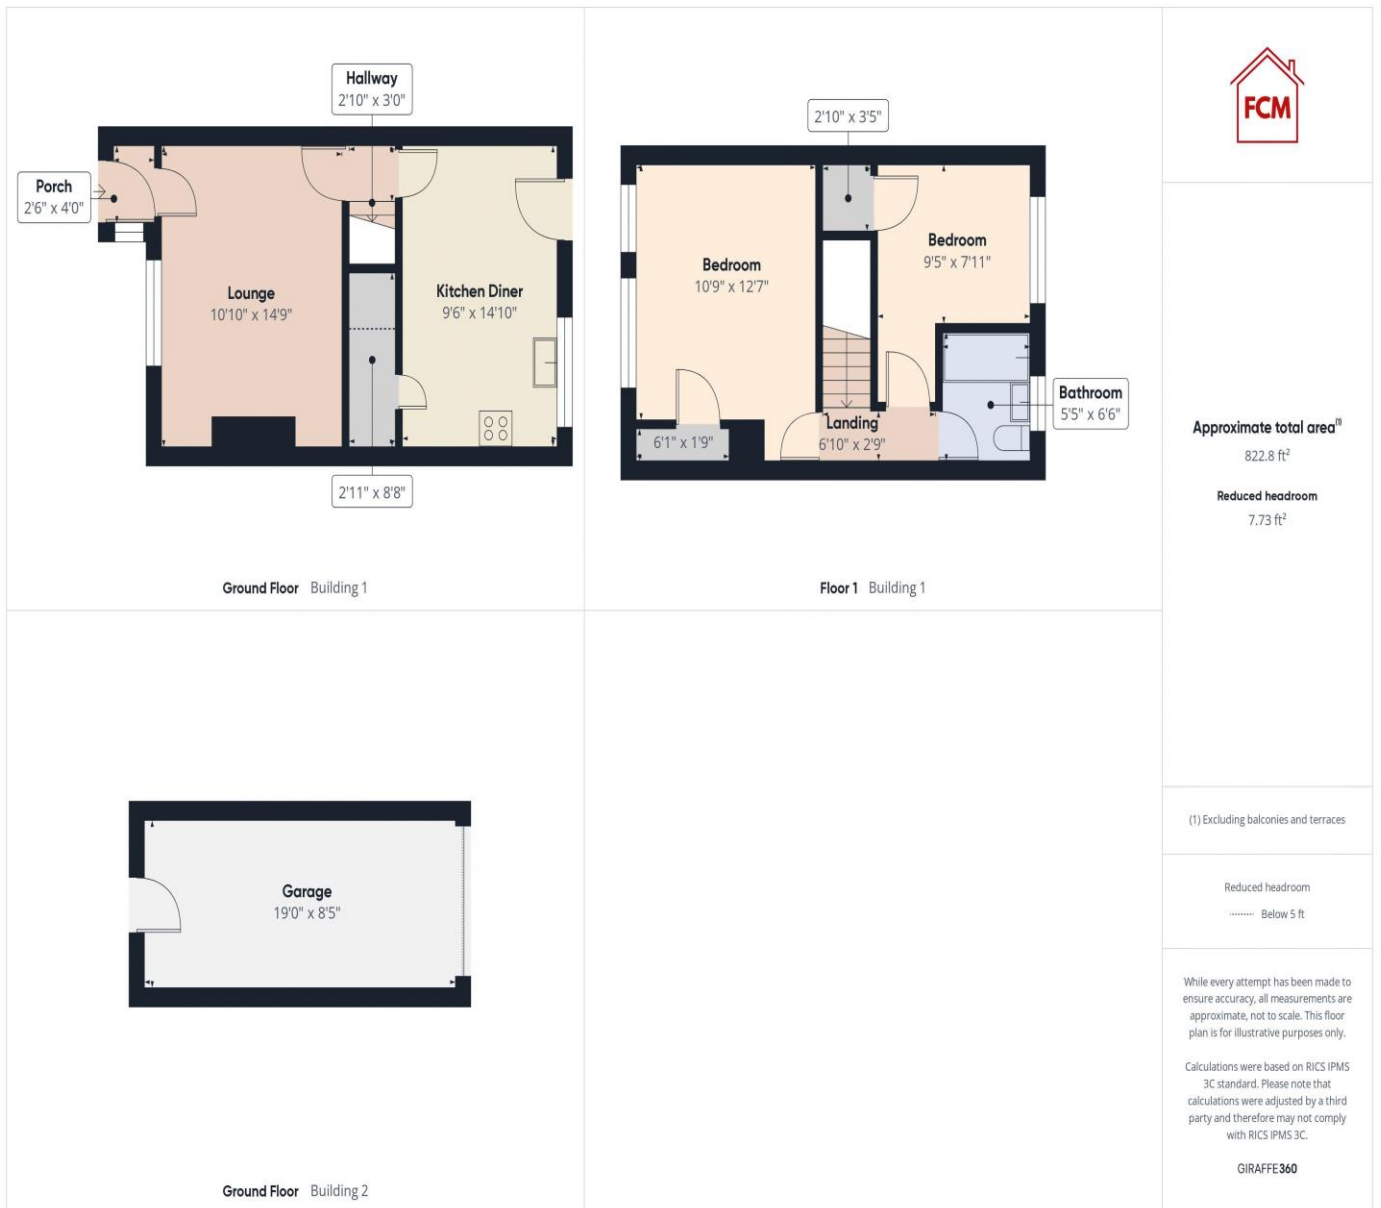 Hallway
2'10" x 3'0"
Porch
2'6" x 4'0"
Lounge
10'10" x 14'9"
Kitchen Diner
9'6" x 14'10"
2'11" x 8'8"
Ground Floor Building 1
2'10" x 3'5"
Bedroom
10'9" x 12'7"
Bedroom
9'5" x 7'11"
Bathroom
5'5" x 6'6"
Landing
6'10" x 2'9"
6'1" x 1'9"
Floor 1 Building 1
Garage
19'0" x 8'5"
Ground Floor Building 2
FCM
Approximate total area(1)
822.8 ft²
Reduced headroom
7.73 ft²
(1) Excluding balconies and terraces
Reduced headroom
Below 5 ft
While every attempt has been made to
ensure accuracy, all measurements are
approximate, not to scale. This floor
plan is for illustrative purposes only.
Calculations were based on RICS IPMS
3C standard. Please note that
calculations were adjusted by a third
party and therefore may not comply
with RICS IPMS 3C.
GIRAFFE360